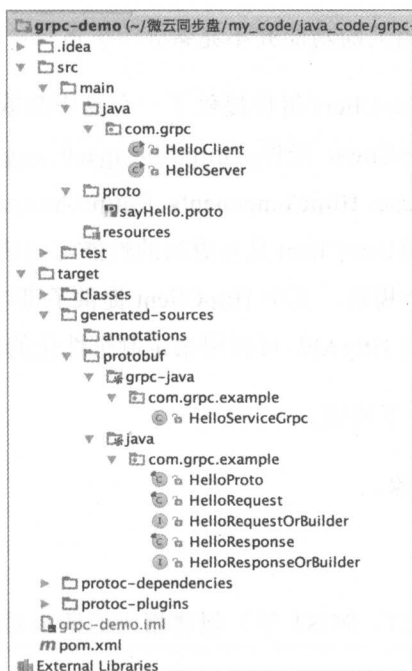 grpc-demo (~/微云同步盘/my_code/java_code/grpc-
.idea
src
main
java
com.grpc
HelloClient
HelloServer
proto
sayHello.proto
resources
test
target
classes
generated-sources
annotations
protobuf
grpc-java
com.grpc.example
HelloServiceGrpc
java
com.grpc.example
HelloProto
HelloRequest
HelloRequestOrBuilder
HelloResponse
HelloResponseOrBuilder
protoc-dependencies
protoc-plugins
grpc-demo.iml
pom.xml
External Libraries